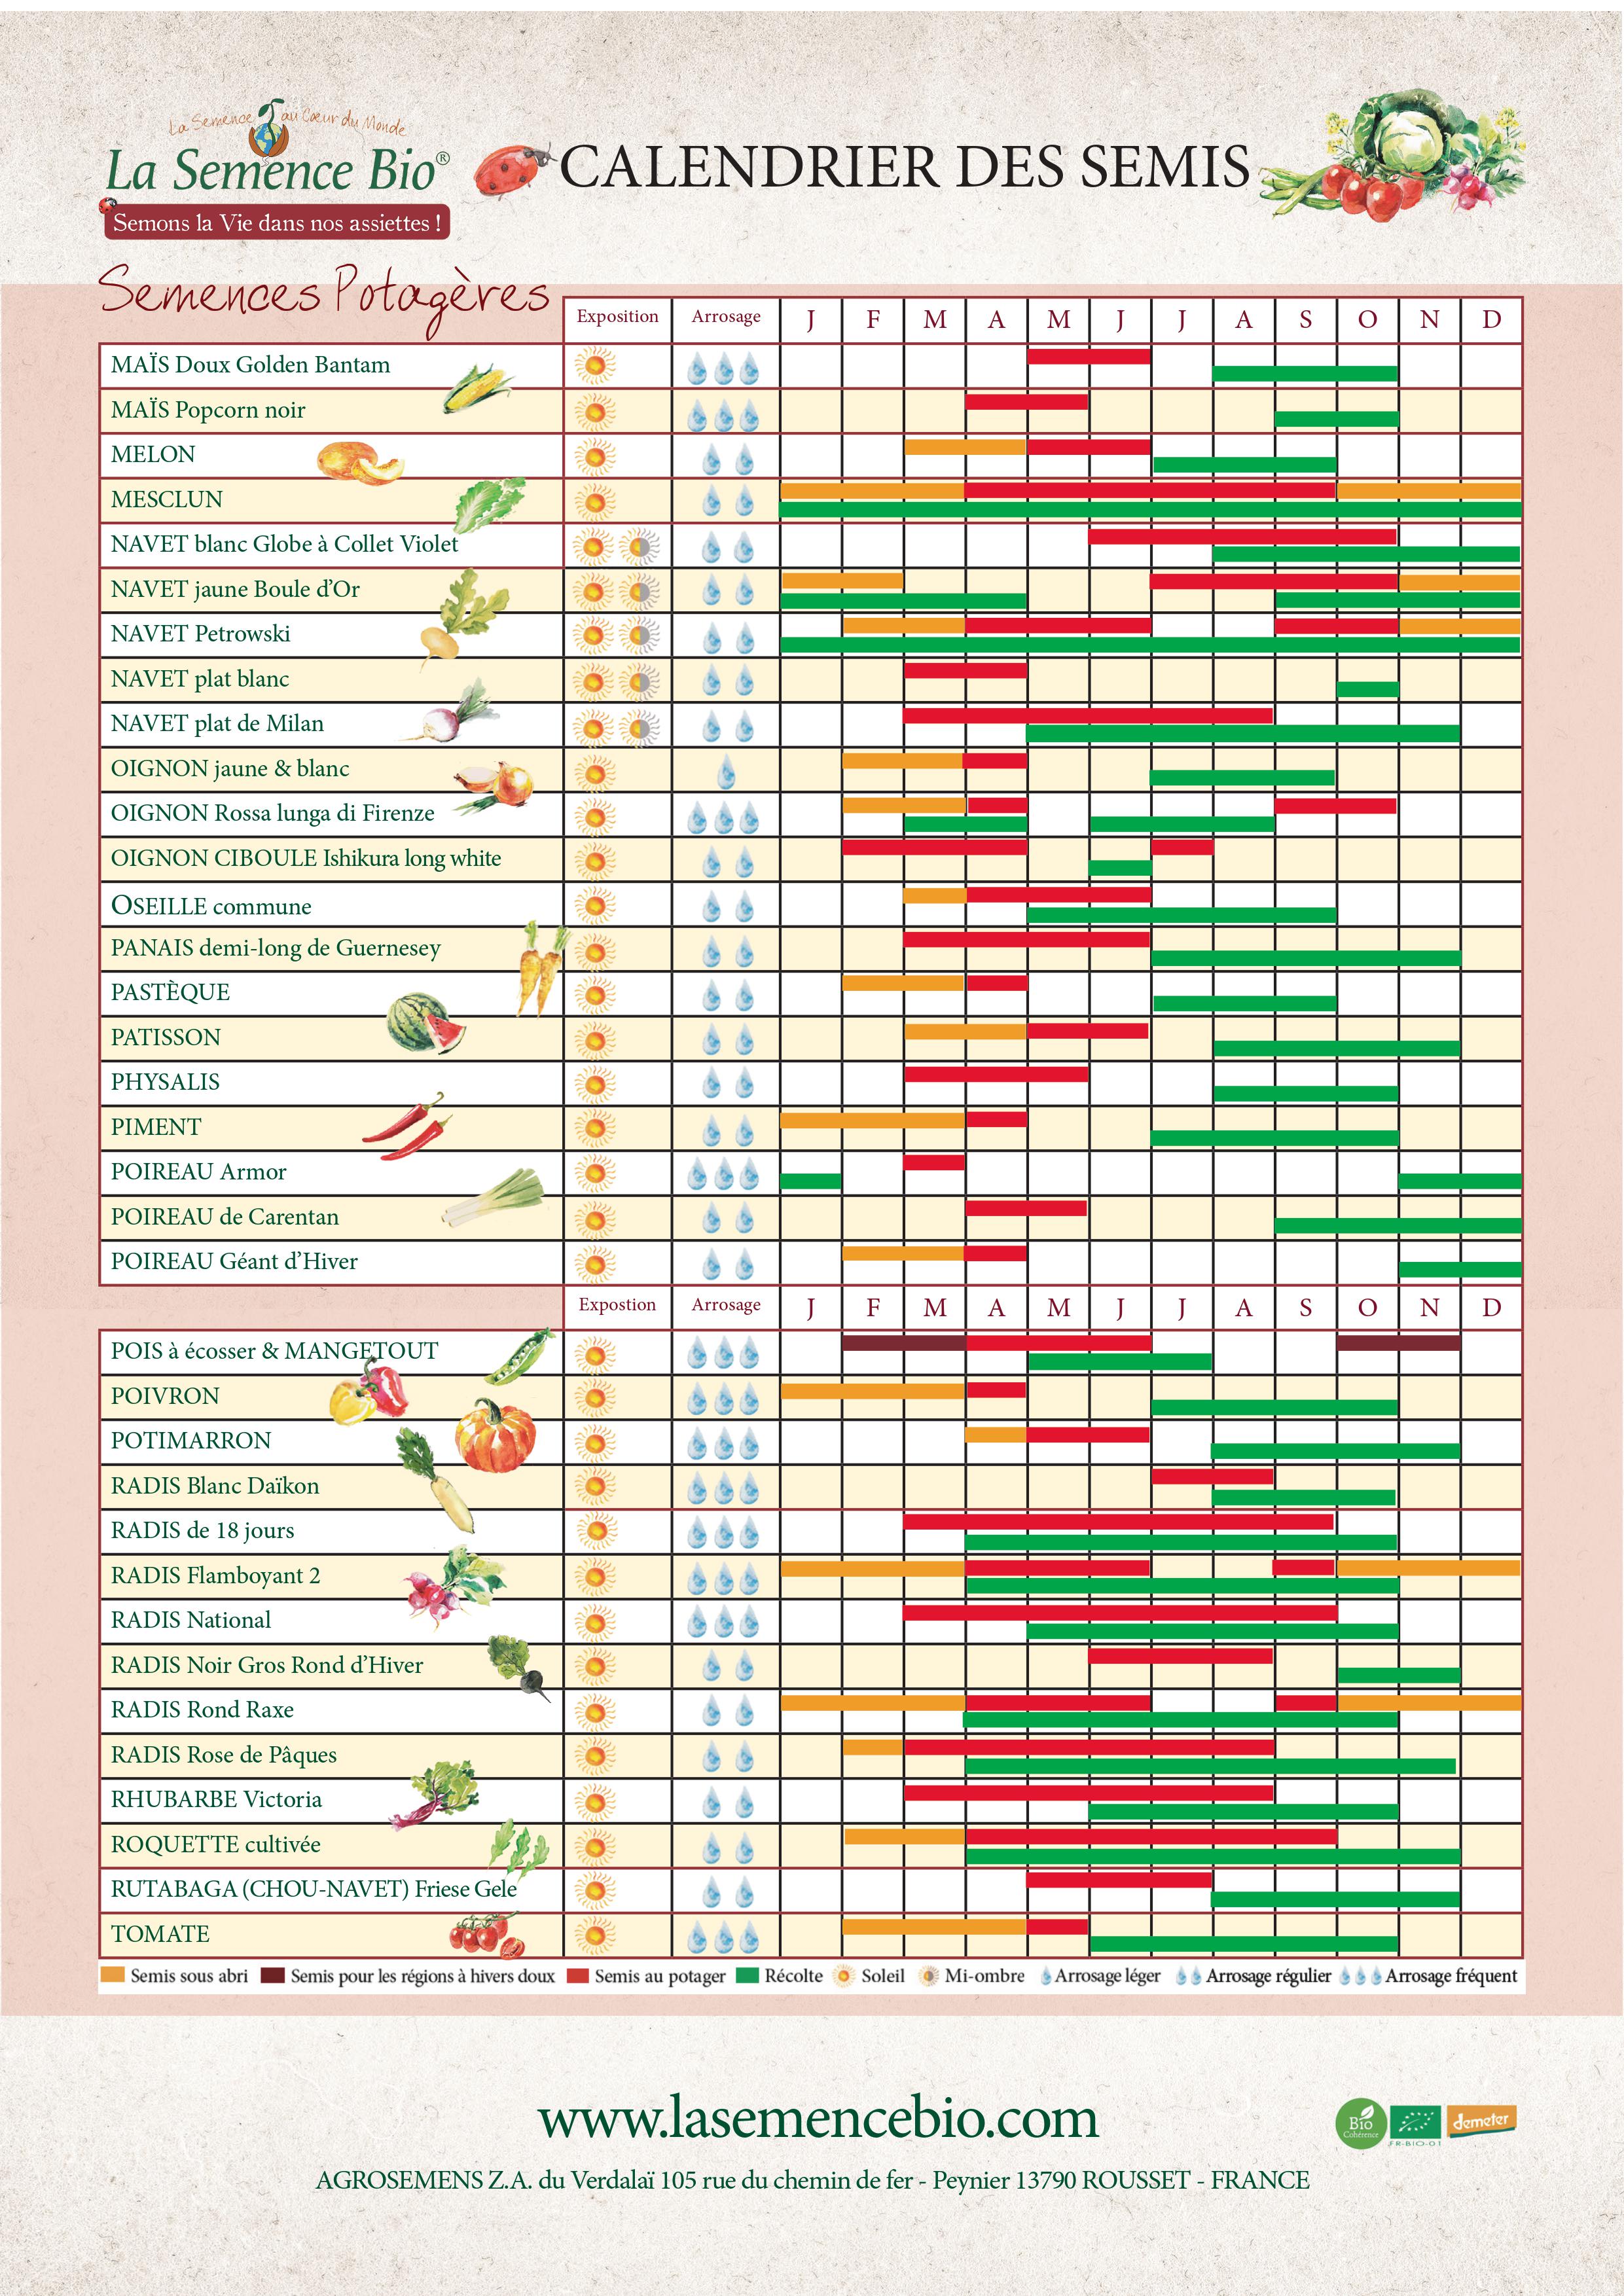 La Semence au Cœur du Monde
La Semence Bio®
Semons la Vie dans nos assiettes !
CALENDRIER DES SEMIS
Semences Potagères
Exposition Arrosage J F M A M J J A S O N D
MAÏS Doux Golden Bantam
MAÏS Popcorn noir
MELON
MESCLUN
NAVET blanc Globe à Collet Violet
NAVET jaune Boule d’Or
NAVET Petrowski
NAVET plat blanc
NAVET plat de Milan
OIGNON jaune & blanc
OIGNON Rossa lunga di Firenze
OIGNON CIBOULE Ishikura long white
OSEILLE commune
PANAIS demi-long de Guernesey
PASTÈQUE
PATISSON
PHYSALIS
PIMENT
POIREAU Armor
POIREAU de Carentan
POIREAU Géant d’Hiver
Expostion Arrosage J F M A M J J A S O N D
POIS à écosser & MANGETOUT
POIVRON
POTIMARRON
RADIS Blanc Daïkon
RADIS de 18 jours
RADIS Flamboyant 2
RADIS National
RADIS Noir Gros Rond d’Hiver
RADIS Rond Raxe
RADIS Rose de Pâques
RHUBARBE Victoria
ROQUETTE cultivée
RUTABAGA (CHOU-NAVET) Friese Gele
TOMATE
Semis sous abri Semis pour les régions à hivers doux Semis au potager Récolte Soleil Mi-ombre Arrosage léger Arrosage régulier Arrosage fréquent
www.lasemencebio.com
Bio Cohérence
FR-BIO-01
demeter
AGROSEMENS Z.A. du Verdalaï 105 rue du chemin de fer - Peynier 13790 ROUSSET - FRANCE